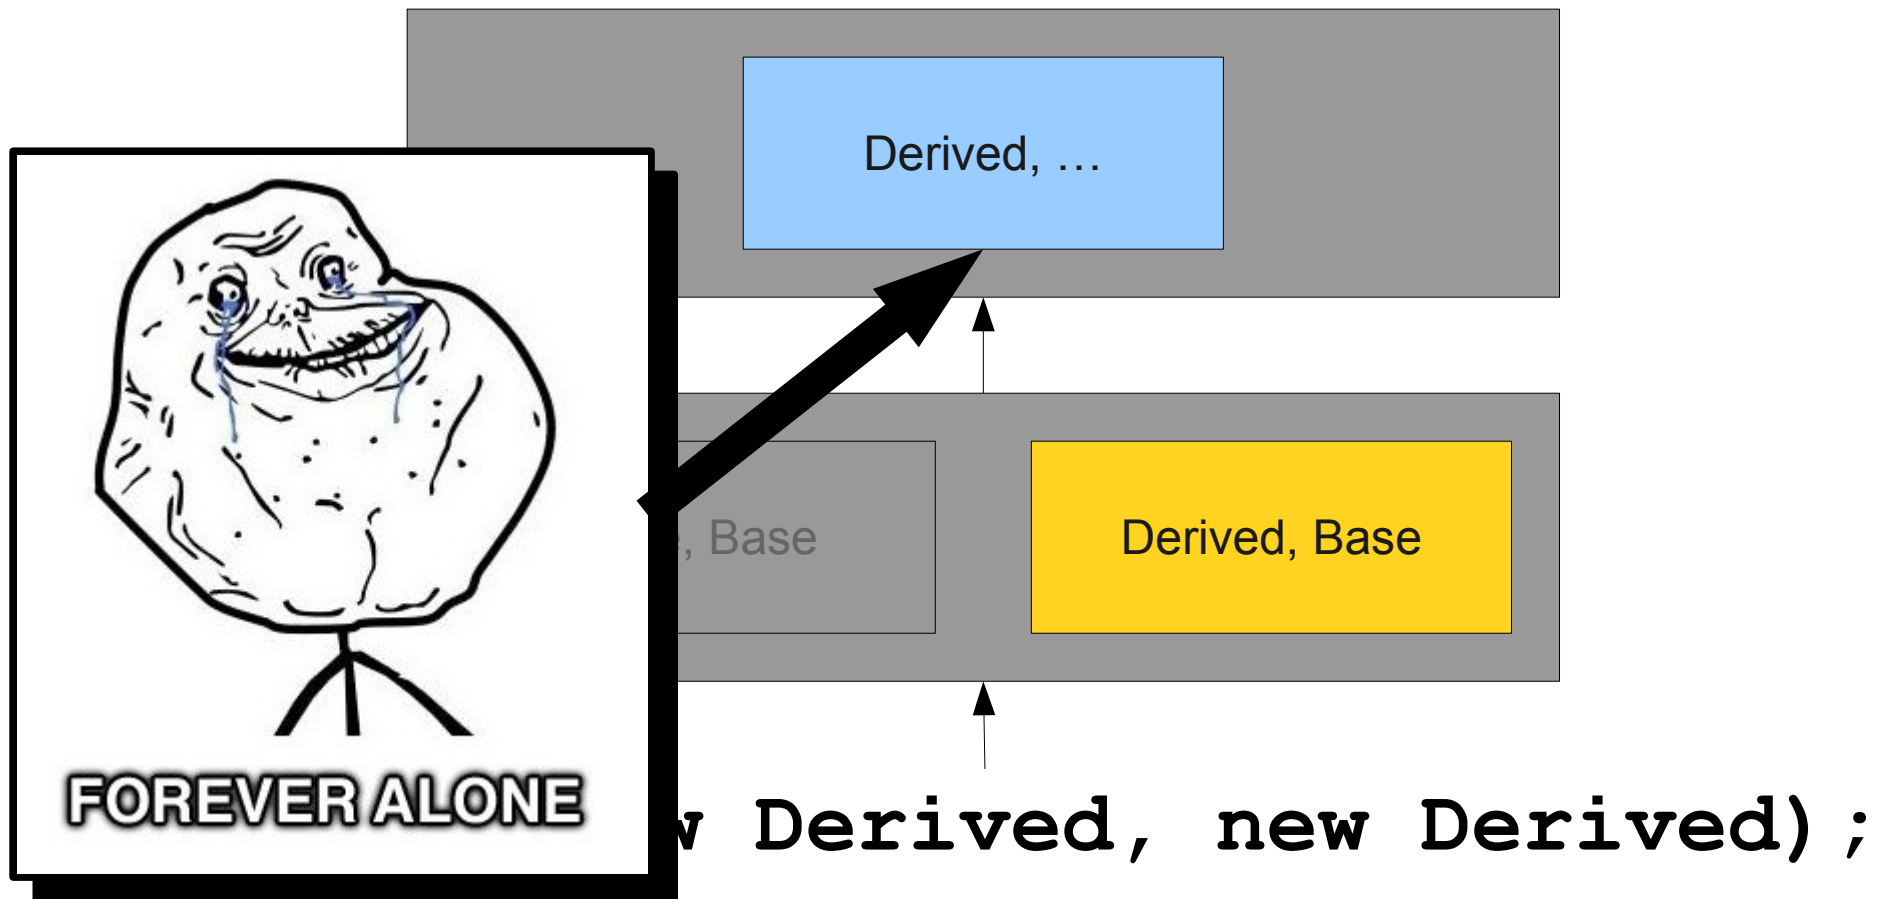 Derived, …
, Base
Derived, Base
FOREVER ALONE
Derived, new Derived);